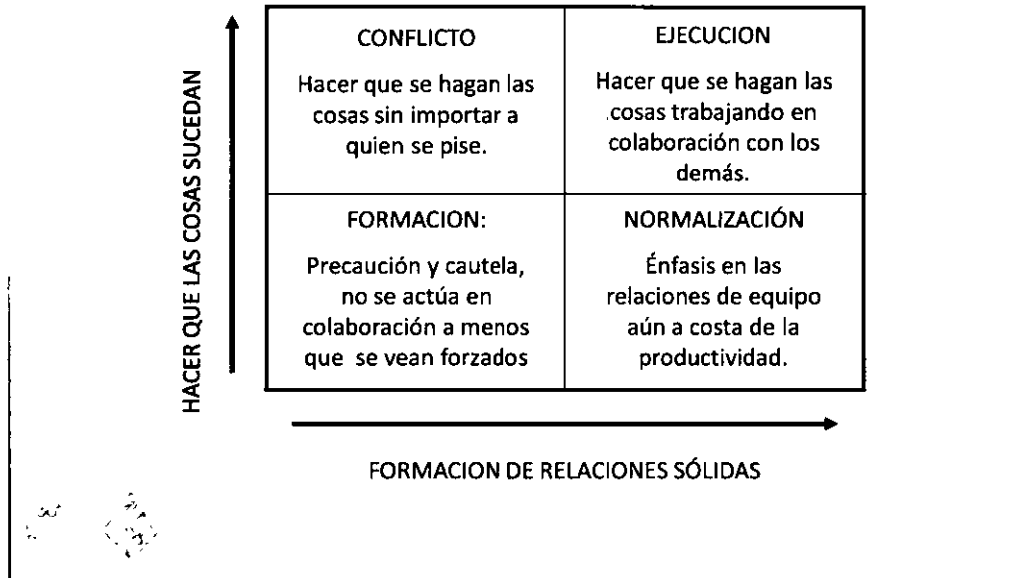 HACER QUE LAS COSAS SUCEDAN
CONFLICTO
Hacer que se hagan las
cosas sin importar a
quien se pise.
EJECUCION
Hacer que se hagan las
cosas trabajando en
colaboración con los
demás.
FORMACION:
Precaución y cautela,
no se actúa en
colaboración a menos
que se vean forzados
NORMALIZACIÓN
Énfasis en las
relaciones de equipo
aún a costa de la
productividad.
FORMACION DE RELACIONES SÓLIDAS